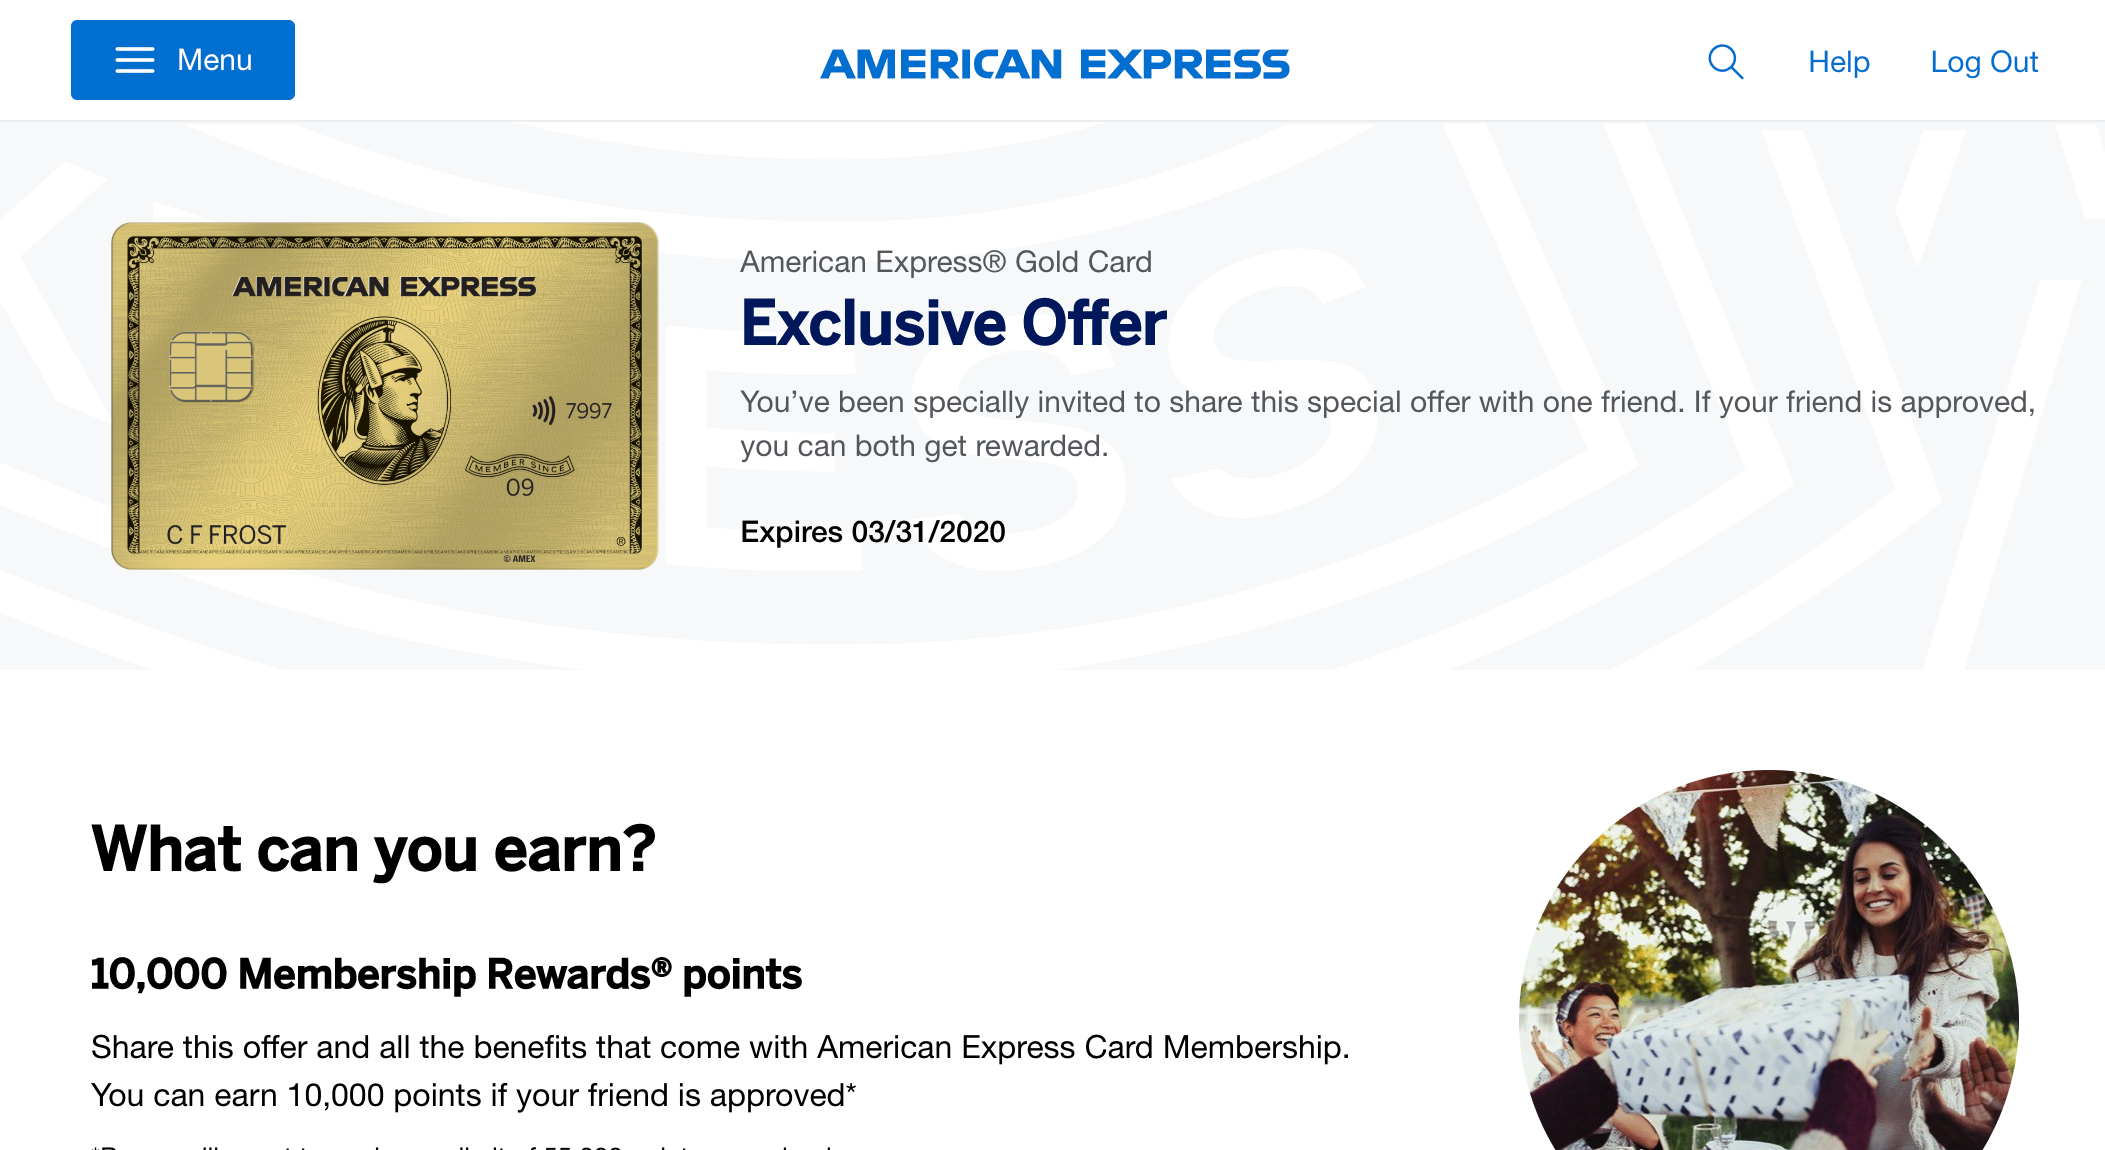 Menu
AMERICAN EXPRESS
Help
Log Out
AMERICAN EXPRESS
7997
MEMBER SINCE
09
C F FROST
®
© AMEX
American Express® Gold Card
Exclusive Offer
You’ve been specially invited to share this special offer with one friend. If your friend is approved,
you can both get rewarded.
Expires 03/31/2020
What can you earn?
10,000 Membership Rewards® points
Share this offer and all the benefits that come with American Express Card Membership.
You can earn 10,000 points if your friend is approved*